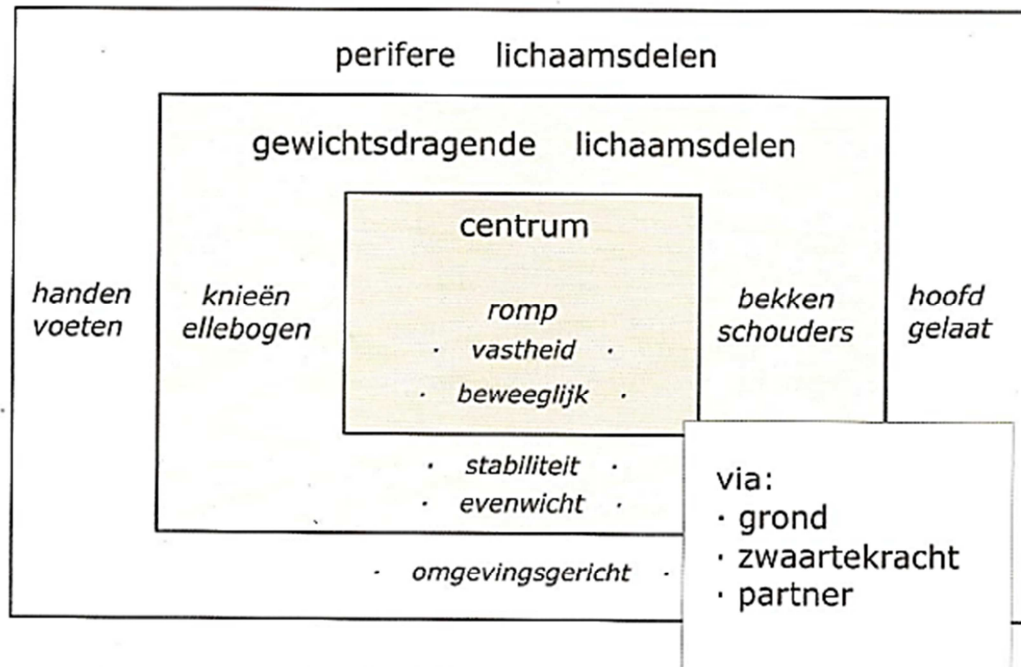 perifere lichaamsdelen
gewichtsdragende lichaamsdelen
centrum
handen
voeten
knieën
ellebogen
romp
· vastheid ·
· beweeglijk ·
bekken
schouders
hoofd
gelaat
· stabiliteit ·
· evenwicht ·
· omgevingsgericht ·
via:
· grond
· zwaartekracht
· partner